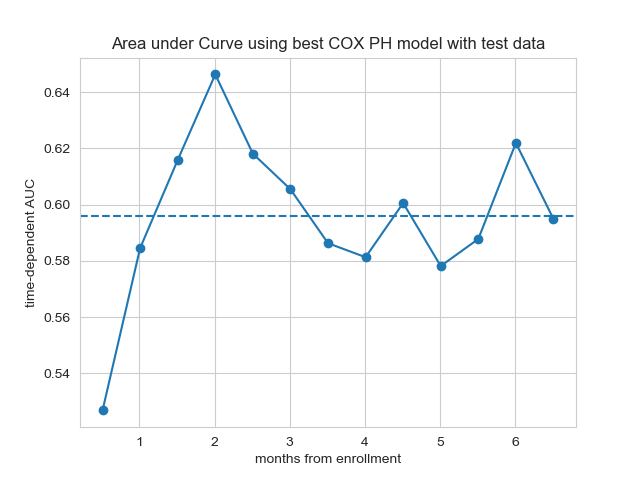 Area under Curve using best COX PH model with test data
time-dependent AUC
0.64
0.62
0.60
0.58
0.56
0.54
1 2 3 4 5 6
months from enrollment